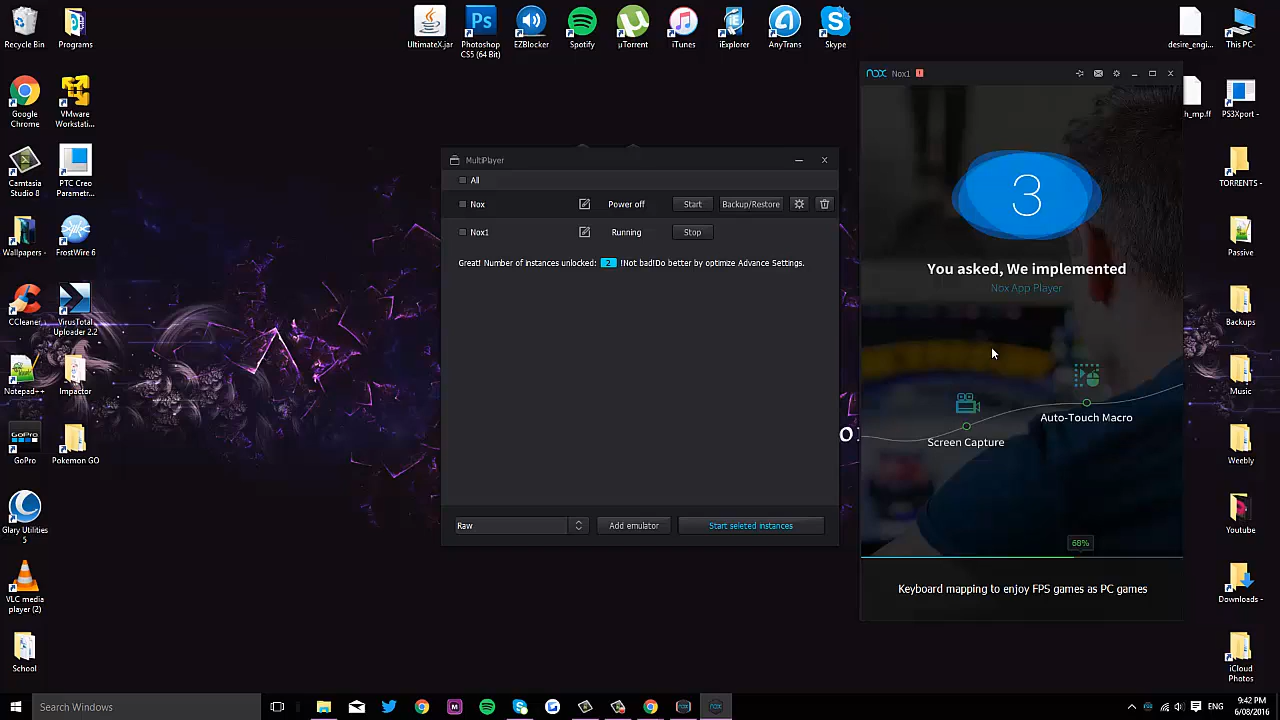 Recycle Bin
Programs
UltimateX.jar
Photoshop
CS5 (64 Bit)
EZBlocker
Spotify
µTorrent
iTunes
iExplorer
AnyTrans
Skype
desire_engi...
This PC-
Google
Chrome
VMware
Workstati...
h_mp.ff
PS3Xport -
Camtasia
Studio 8
PTC Creo
Parametr...
TORRENTS -
Wallpapers -
FrostWire 6
Passive
CCleaner
VirusTotal
Uploader 2.2
Backups
Notepad++
Impactor
Music
GoPro
GoPro
Pokemon GO
Weebly
Glary Utilities
5
Youtube
VLC media
player (2)
Downloads -
School
iCloud
Photos
MultiPlayer
All
Nox
Power off
Start
Backup/Restore
Nox1
Running
Stop
Great! Number of instances unlocked: 2 !Not bad!Do better by optimize Advance Settings.
Raw
Add emulator
Start seleted instances
nox Nox1
3
You asked, We implemented
Nox App Player
Auto-Touch Macro
Screen Capture
68%
Keyboard mapping to enjoy FPS games as PC games
Search Windows
ENG
9:42 PM
6/08/2016